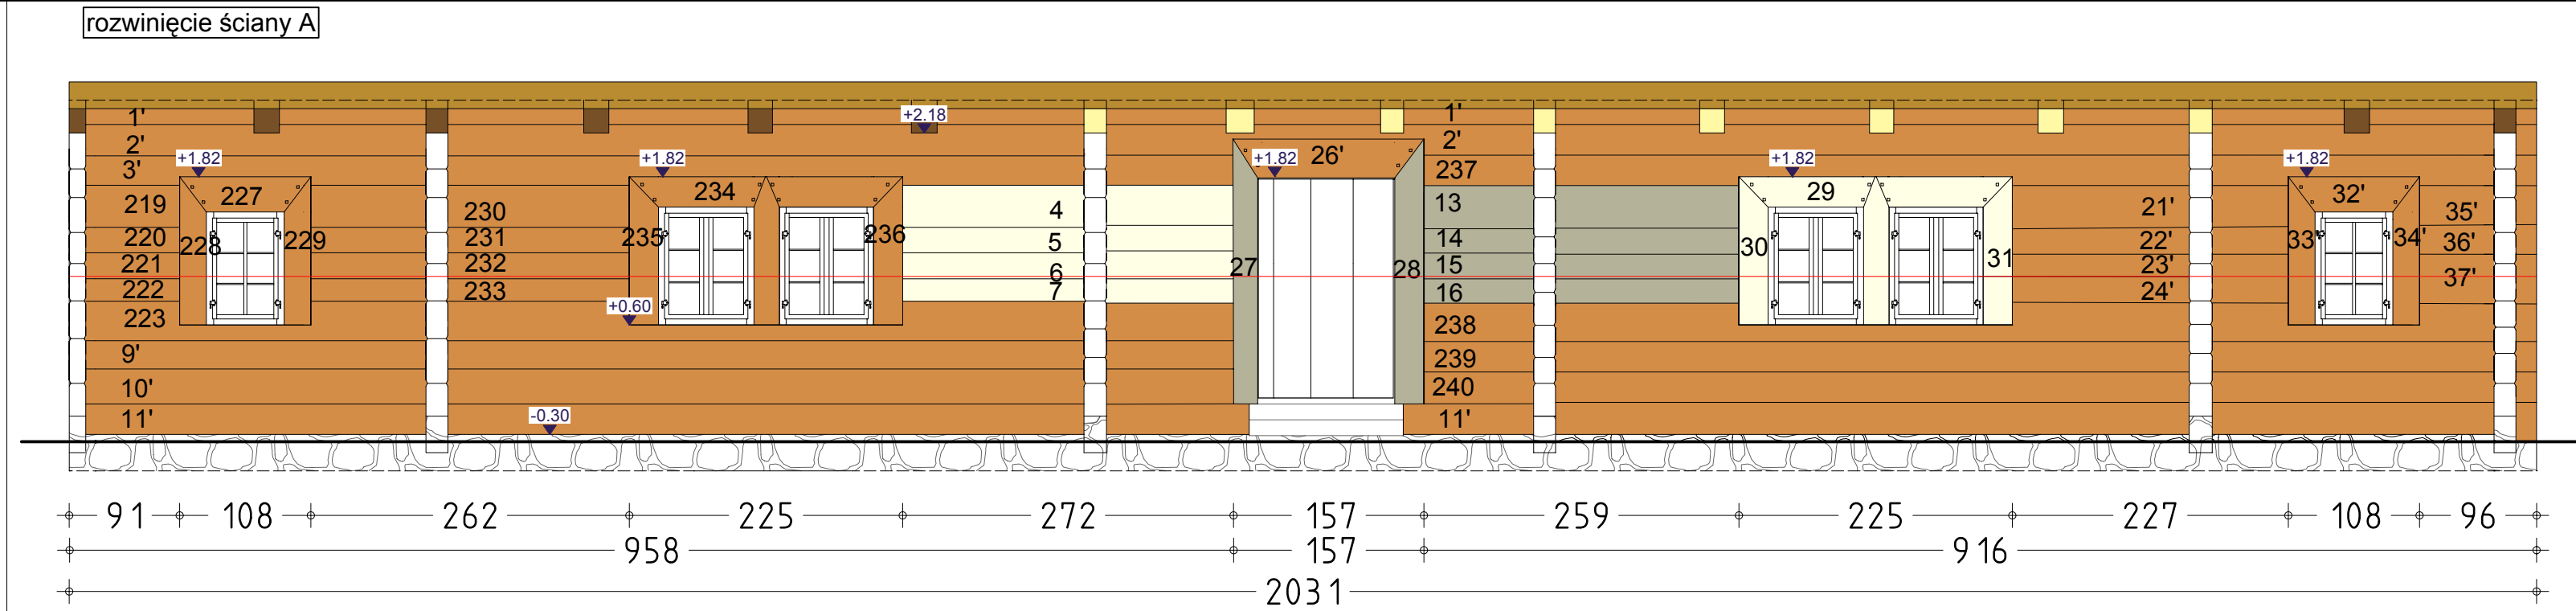 rozwinięcie ściany A
1' +2.18 1'
2' 2'
+1.82 +1.82 +1.82 26' +1.82 +1.82
3' 237
227 234 29 32'
219 230 4 13 21' 35'
228 229 235 236 30 31 33' 34'
220 231 5 14 22' 36'
221 232 6 27 28 15 23' 37'
222 233 7 16 24'
+0.60
223 238
9' 239
10' 240
-0.30
11' 11'
91 108 262 225 272 157 259 225 227 108 96
958 157 916
2031